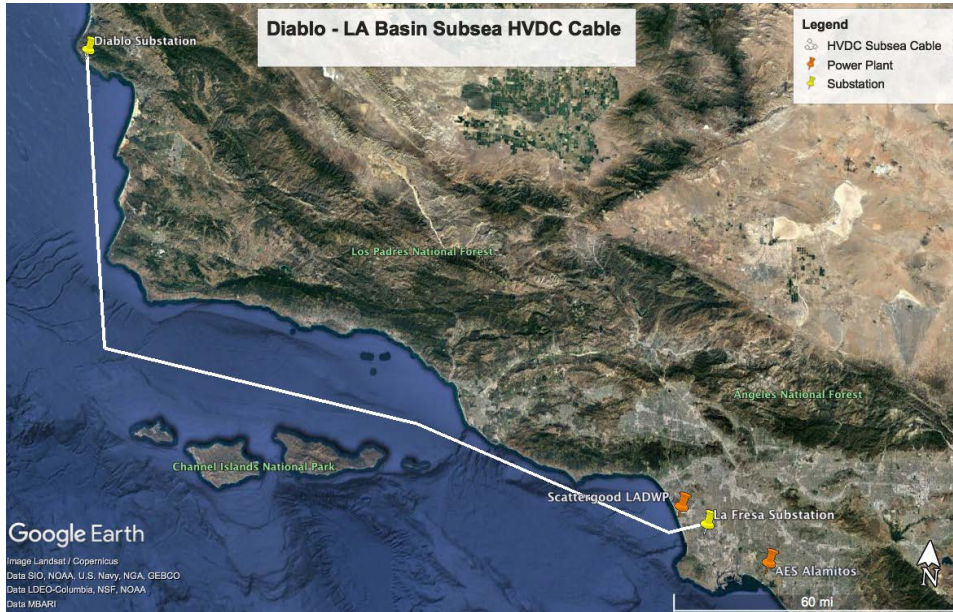 Diablo - LA Basin Subsea HVDC Cable
Legend
HVDC Subsea Cable
Power Plant
Substation
Diablo Substation
Los Padres National Forest
Angeles National Forest
Channel Islands National Park
Scattergood LADWP
La Fresa Substation
AES Alamitos
Google Earth
Image Landsat / Copernicus
Data SIO, NOAA, U.S. Navy, NGA, GEBCO
Data LDEO-Columbia, NSF, NOAA
Data MBARI
60 mi
N